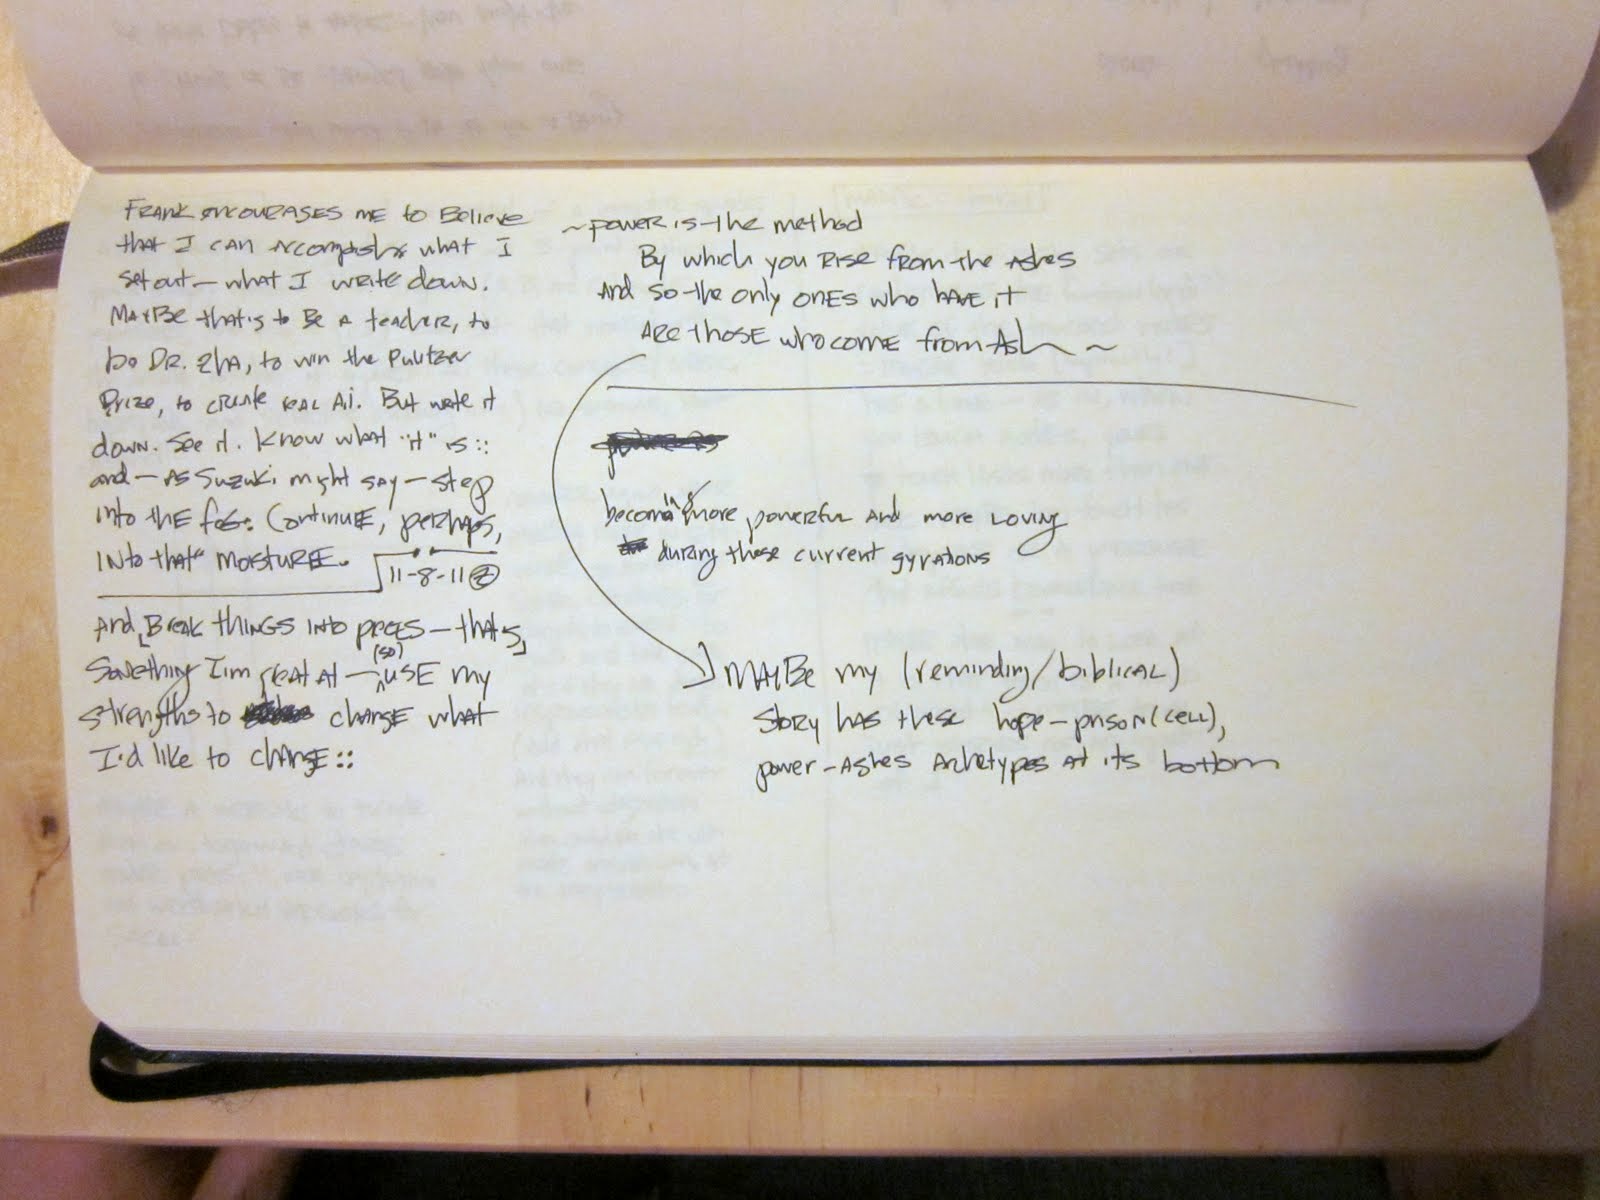 FRANK ENCOURAGES ME to Believe
that I can accomplish what I
set out — what I write down.
MAYBE that's to BE A teacher, to
DR. Zha, to win the Pulitzer
Prize, to create real Ai. But write it
down. See it. Know what "it" is ::
and — As Suzuki might say — step
into the fog. Continue, perhaps,
INto that moisture.
11-8-11
And [Break THINGS INto pieces — that's]
Something I'm great At — (so) USE my
strengths to change what
I'd like to change ::
~ power is the method
By which you Rise from the Ashes
And so the only ones who have it
Are those who come from Ash ~
becoming more powerful and more Loving
during these current gyrations
MAYBE my (reminding/biblical)
Story has these hope-prison(cell),
power-Ashes Archetypes At its bottom